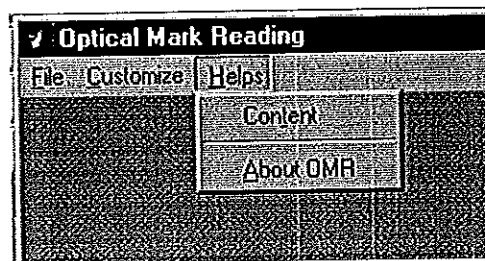 Optical Mark Reading
File Customize Helps
Content
About OMR